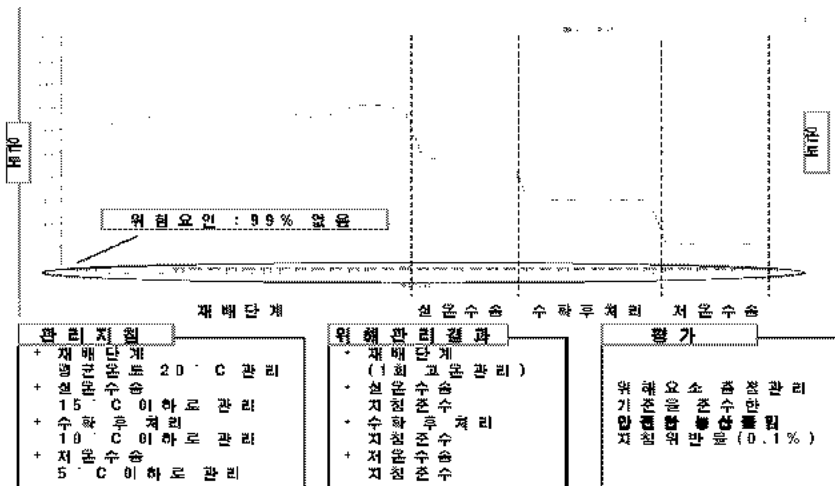 위험요인 : 99% 없음
재배단계 실온수송 수확후처리 저온수송
관리지침
+ 재배단계
평균온도 20°C 관리
+ 실온수송
15°C 이하로 관리
+ 수확후 처리
10°C 이하로 관리
+ 저온수송
5°C 이하로 관리
위해관리결과
* 재배단계
(1회 고온관리)
* 실온수송
지침준수
* 수확후 처리
지침준수
+ 저온수송
지침준수
평가
위해요소 중점관리
기준을 준수한
안전한 농산물임
지침위반율(0.1%)